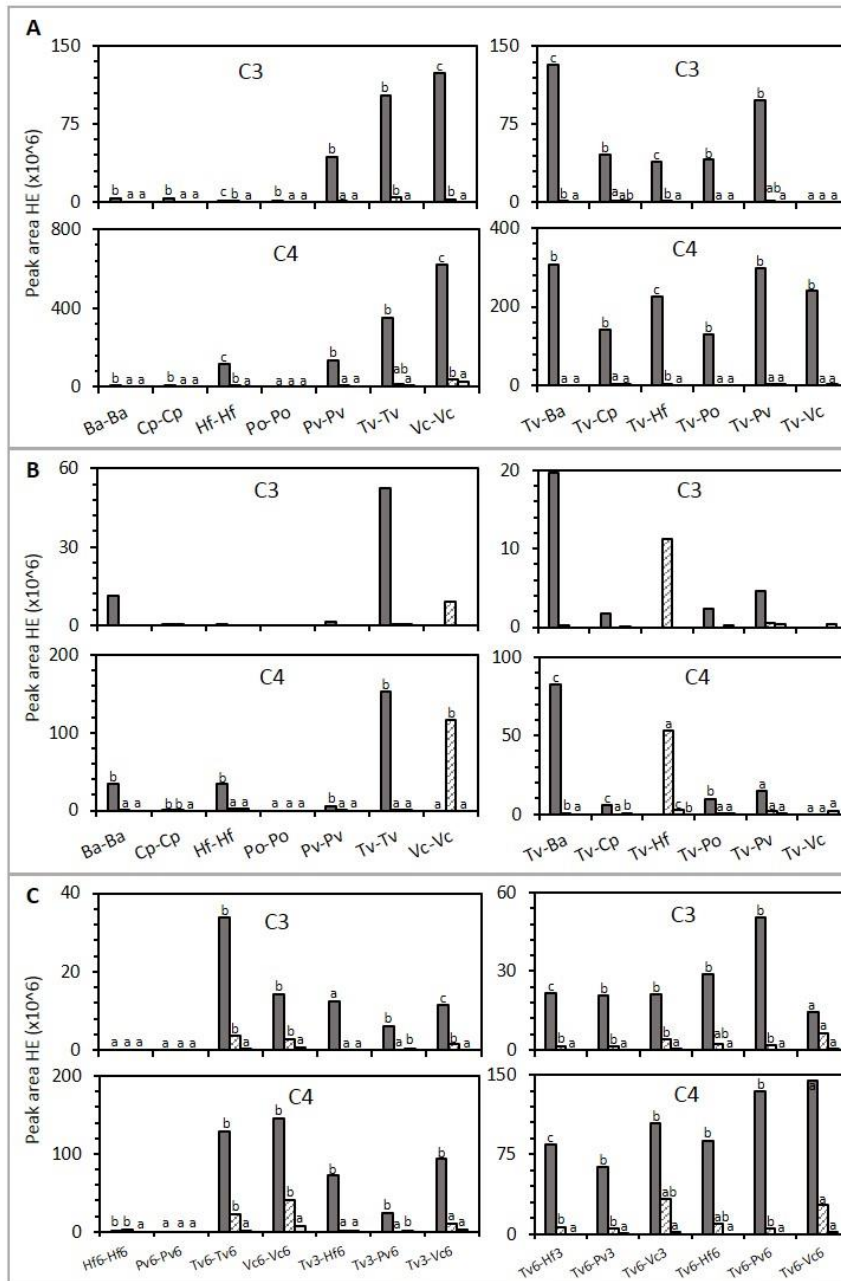 A
Peak area HE (x10^6)
C3
150
75
0
b a a b a a c b a b a a b a a b b a c b a
C3
c b a b a ab c b a b a a b ab a a a a
C4
800
400
0
b a a b a a c b a a a a b a a b ab a c b a
Ba-Ba Cp-Cp Hf-Hf Po-Po Pv-Pv Tv-Tv Vc-Vc
C4
400
200
0
b a a b a a c b a b a a b a a b a a
Tv-Ba Tv-Cp Tv-Hf Tv-Po Tv-Pv Tv-Vc
B
Peak area HE (x10^6)
C3
60
30
0
C3
20
10
0
C4
200
100
0
b a a b b a b a a a a a b a a b a a a b a
Ba-Ba Cp-Cp Hf-Hf Po-Po Pv-Pv Tv-Tv Vc-Vc
C4
100
50
0
c b a c a b a c b b a a a a a a a a
Tv-Ba Tv-Cp Tv-Hf Tv-Po Tv-Pv Tv-Vc
C
Peak area HE (x10^6)
C3
40
20
0
a a a a a a b b a b b a a a a b a b c b a
C3
60
30
0
c b a b b a b a a b ab a b b a a a a
C4
200
100
0
b b a a a a b b a b b a b a a b a b b a a
Hf6-Hf6 Pv6-Pv6 Tv6-Tv6 Vc6-Vc6 Tv3-Hf6 Tv3-Pv6 Tv3-Vc6
C4
150
75
0
c b a b b a b ab a b b a b b a a a a
Tv6-Hf3 Tv6-Pv3 Tv6-Vc3 Tv6-Hf6 Tv6-Pv6 Tv6-Vc6